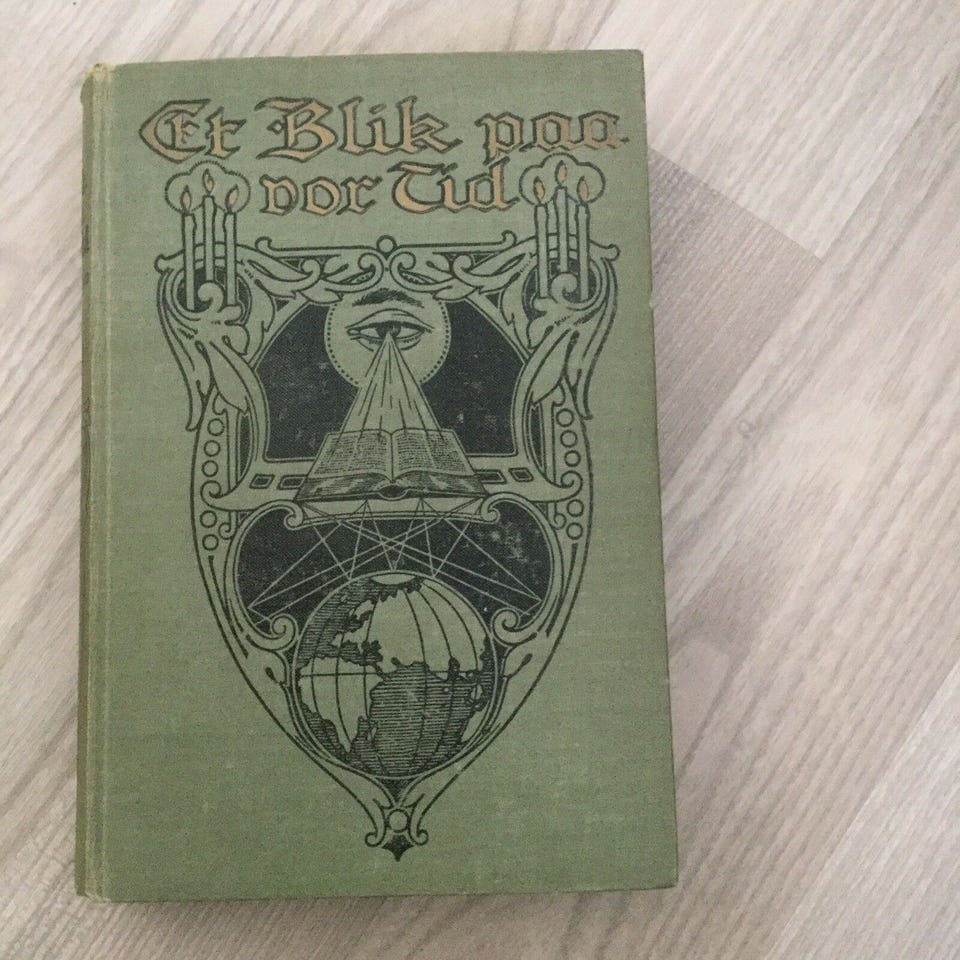 Et Blik paa
vor Tid